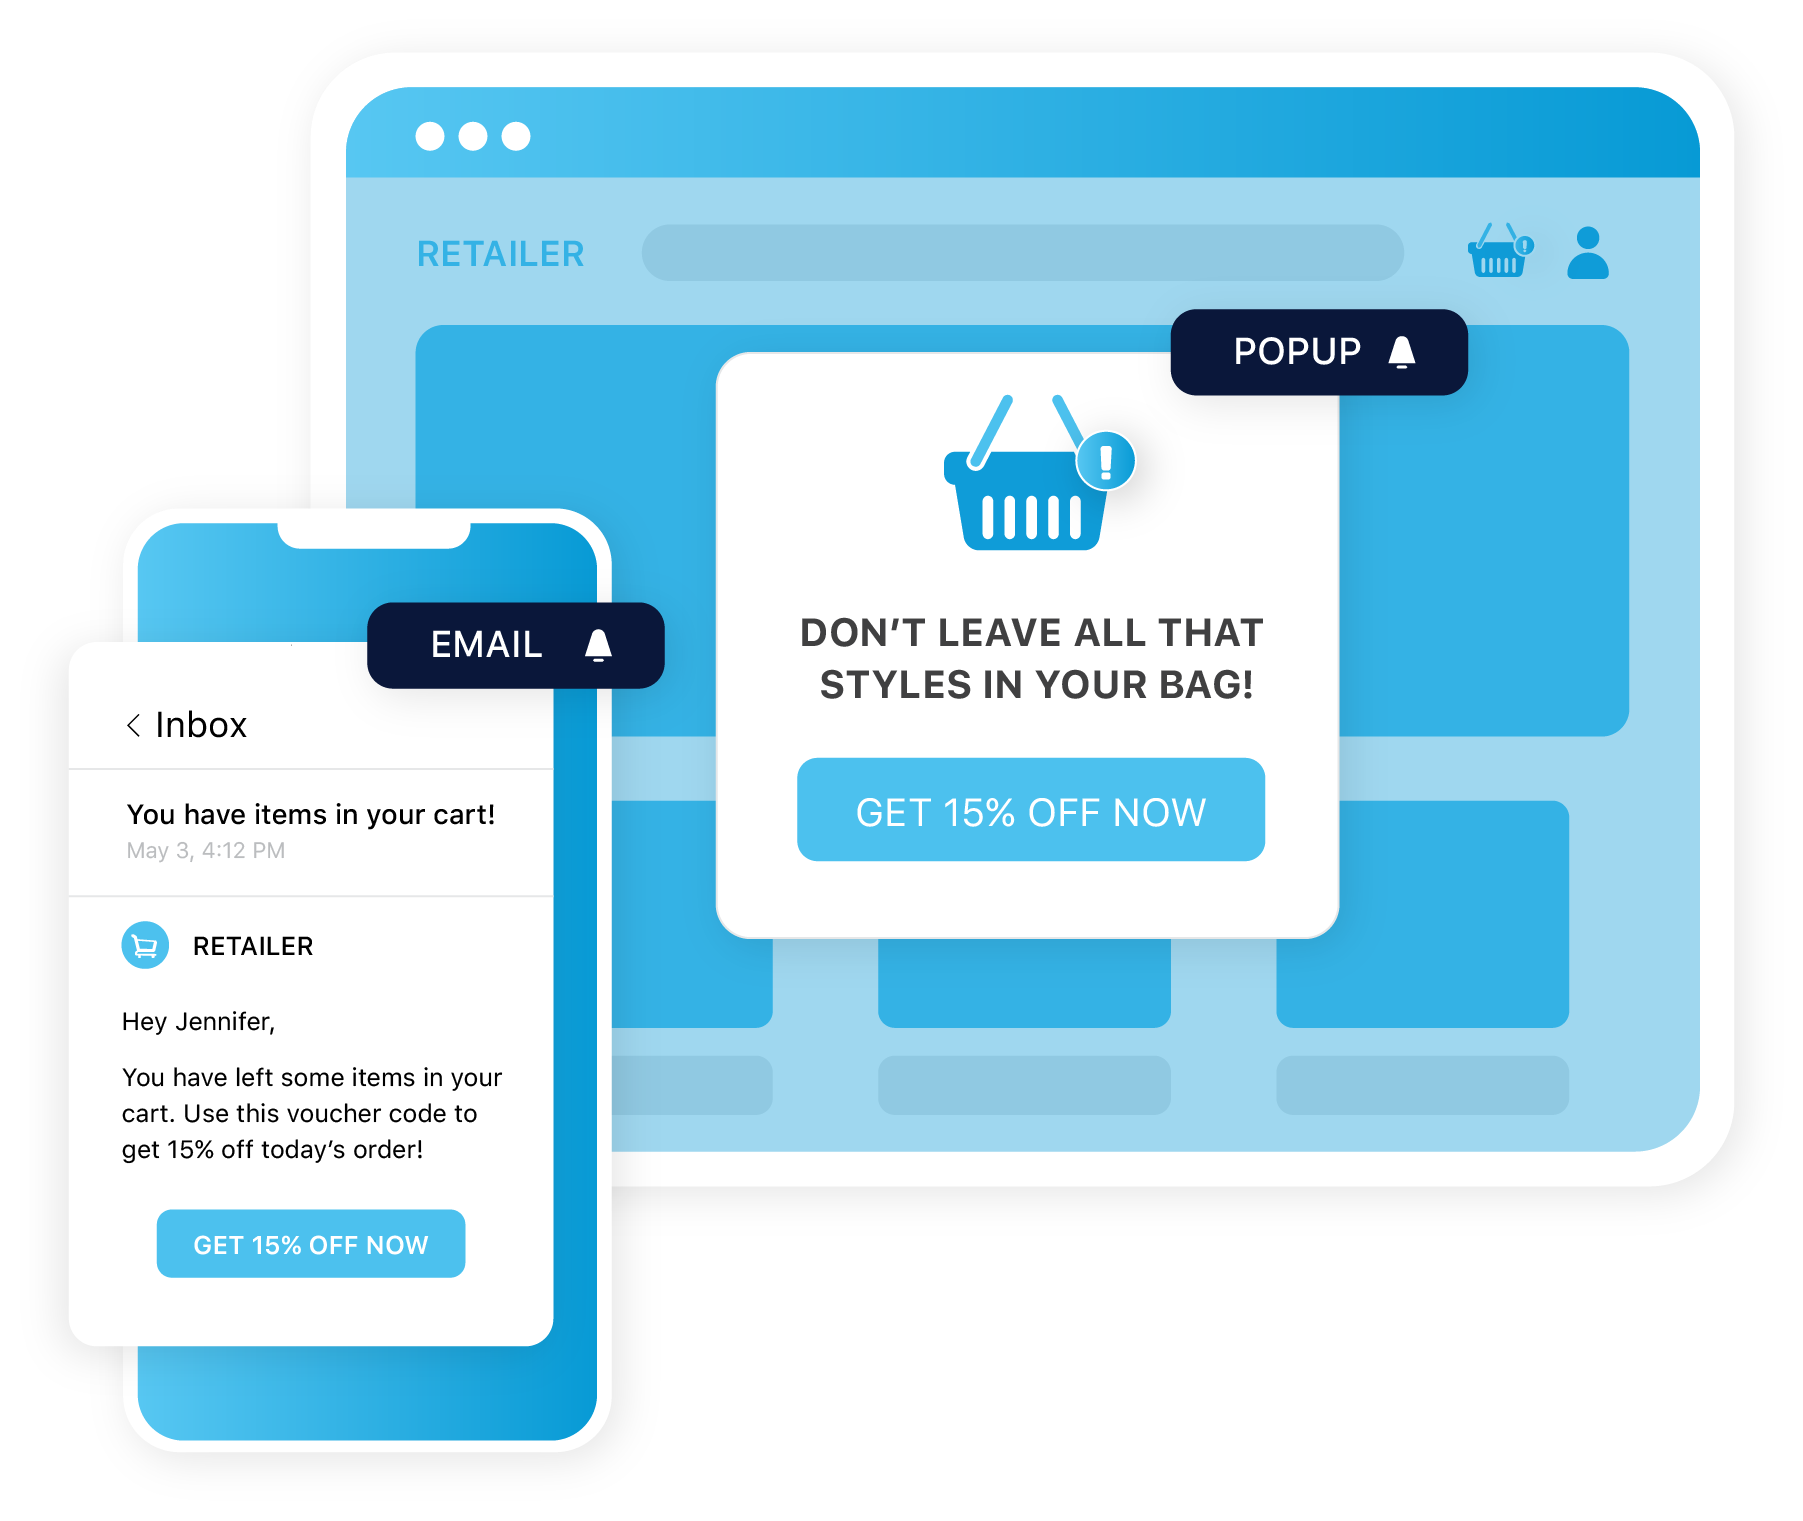 RETAILER
POPUP
DON’T LEAVE ALL THAT
STYLES IN YOUR BAG!
GET 15% OFF NOW
EMAIL
Inbox
You have items in your cart!
May 3, 4:12 PM
RETAILER
Hey Jennifer,
You have left some items in your
cart. Use this voucher code to
get 15% off today’s order!
GET 15% OFF NOW